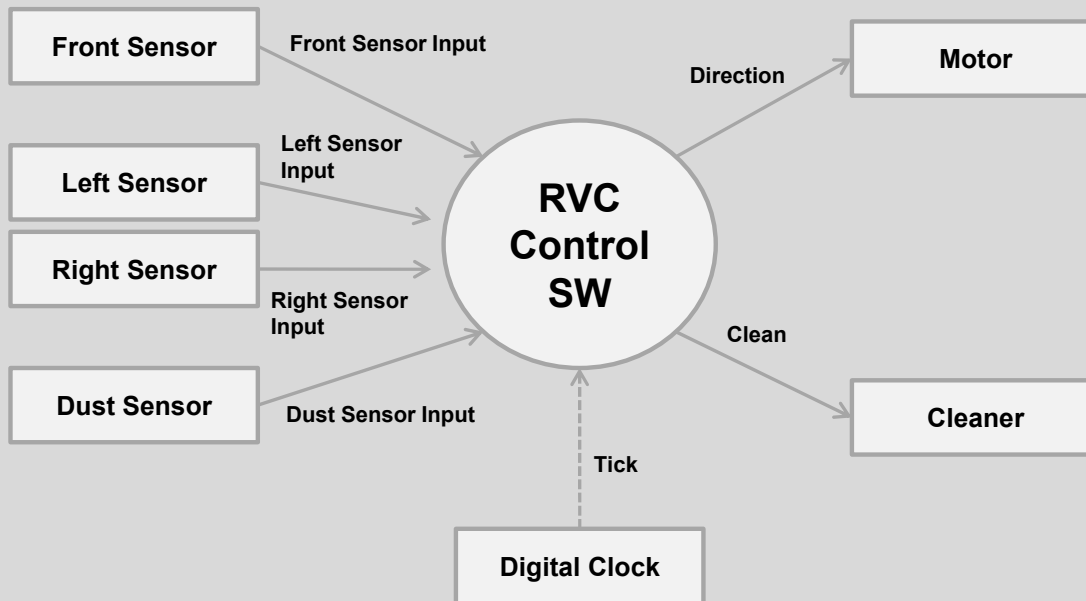 Front Sensor
Front Sensor Input
Motor
Direction
Left Sensor
Input
Left Sensor
RVC
Control
SW
Right Sensor
Right Sensor
Input
Clean
Dust Sensor
Dust Sensor Input
Cleaner
Tick
Digital Clock